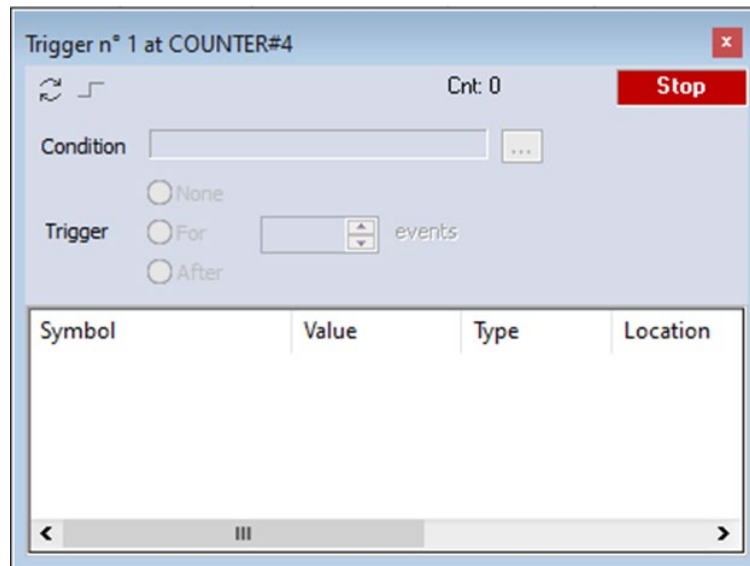 Trigger n° 1 at COUNTER#4 x
Cnt: 0 Stop
Condition ...
None
Trigger For events
After
Symbol Value Type Location